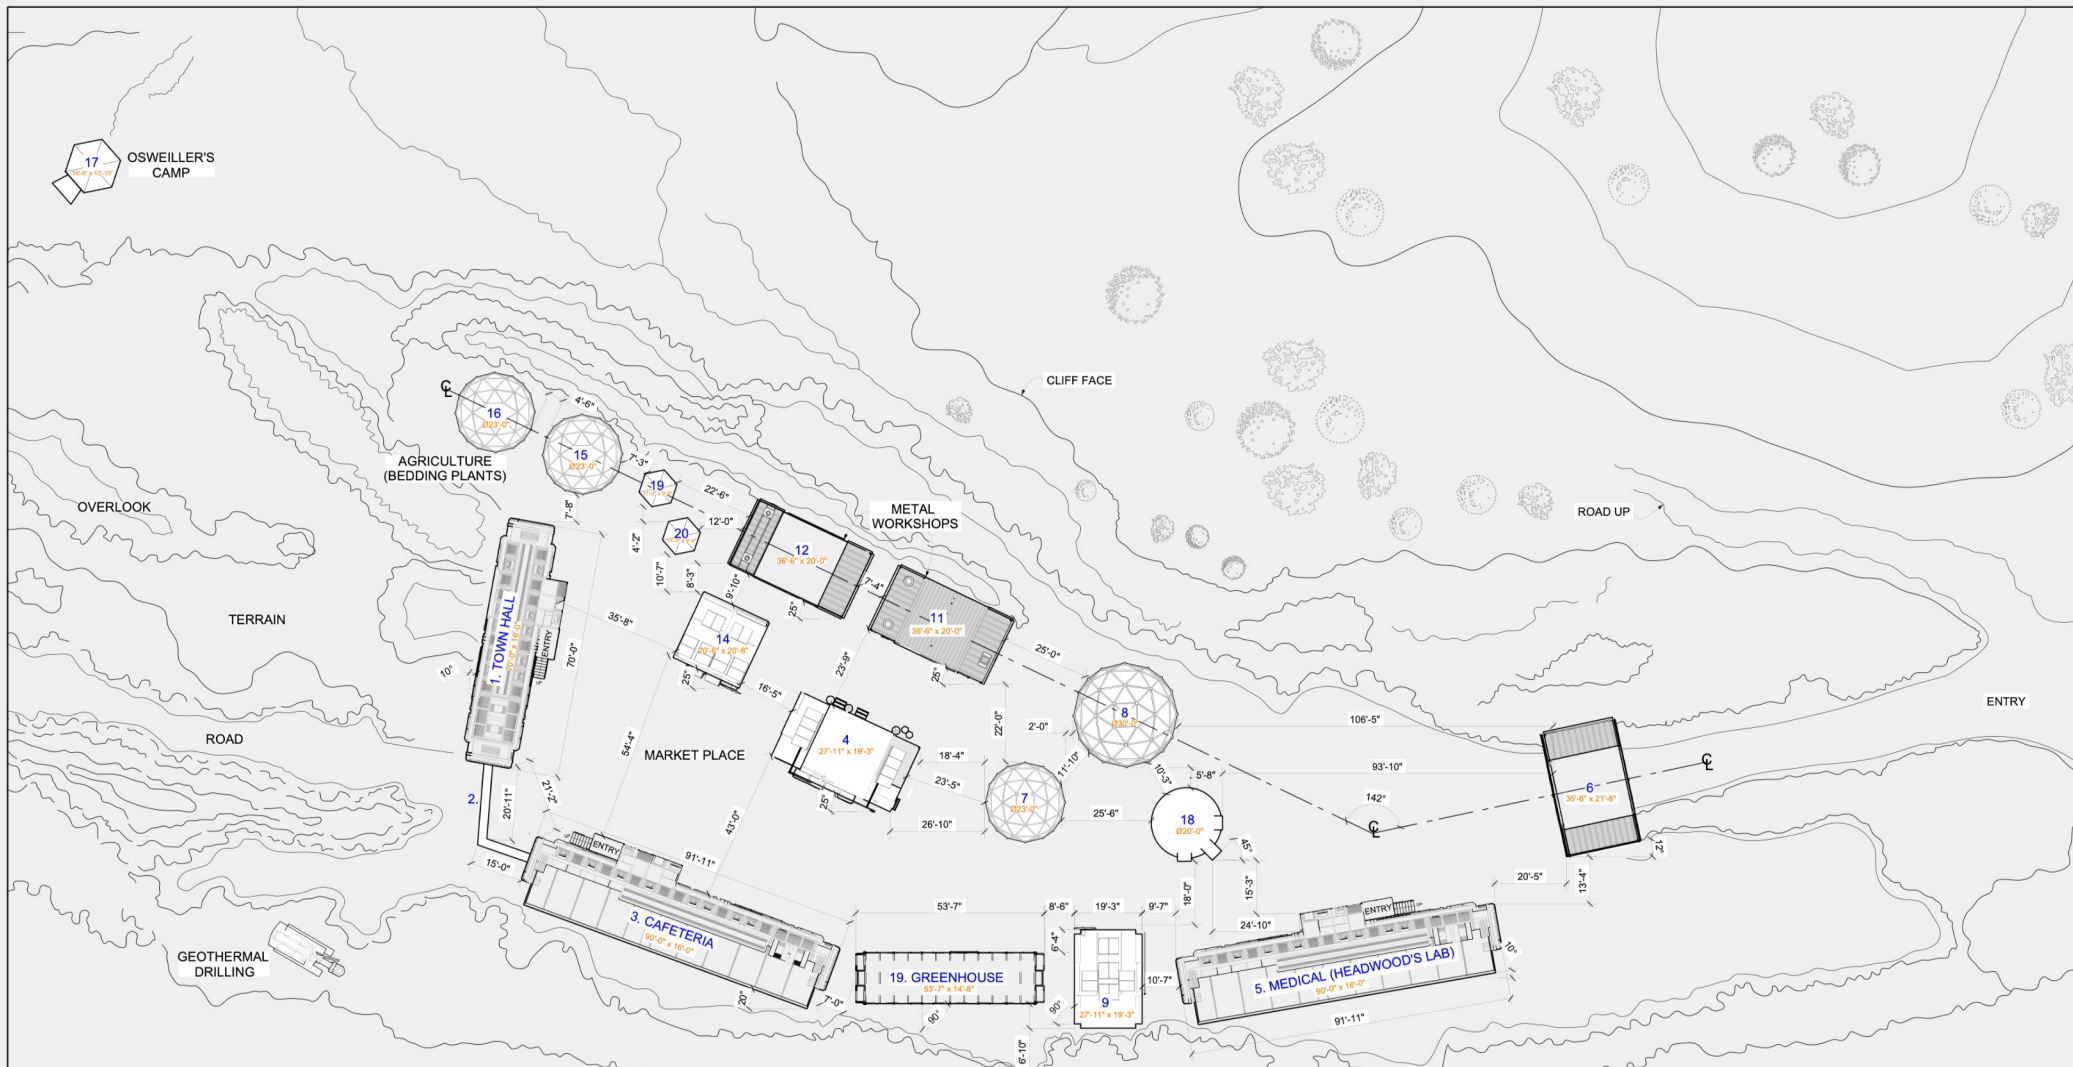 17
16'-0" x 13'-10"
OSWEILLER'S
CAMP
CLIFF FACE
16
Ø23'-0"
4'-6"
15
Ø23'-0"
AGRICULTURE
(BEDDING PLANTS)
7'-3"
19
22'-6"
7'-8"
OVERLOOK
METAL
WORKSHOPS
ROAD UP
4'-2"
20
12'-0"
12
36'-6" x 20'-0"
10'-7"
8'-3"
9'-10"
7'-4"
25°
11
36'-6" x 20'-0"
TERRAIN
35'-8"
14
20'-8" x 20'-8"
1. TOWN HALL
ENTRY
UP
70'-0"
10°
25°
16'-5"
23'-9"
25°
25'-0"
8
Ø30'-0"
106'-5"
ENTRY
ROAD
54'-4"
MARKET PLACE
4
27'-11" x 19'-3"
22'-0"
2'-0"
18'-4"
23'-5"
11'-10"
10'-3"
5'-8"
93'-10"
2.
20'-11"
21'-2"
25°
7
Ø23'-0"
142°
6
35'-6" x 21'-8"
43'-0"
26'-10"
25'-6"
18
Ø20'-0"
UP
ENTRY
91'-11"
45°
12°
15'-0"
15'-3"
18'-0"
20'-5"
13'-4"
53'-7"
8'-6"
19'-3"
9'-7"
24'-10"
ENTRY
UP
3. CAFETERIA
90'-0" x 16'-0"
6'-4"
GEOTHERMAL
DRILLING
19. GREENHOUSE
53'-7" x 14'-8"
10'-7"
5. MEDICAL (HEADWOOD'S LAB)
90'-0" x 16'-0"
10°
20°
7'-0"
90°
90°
9
27'-11" x 19'-3"
91'-11"
6'-10"